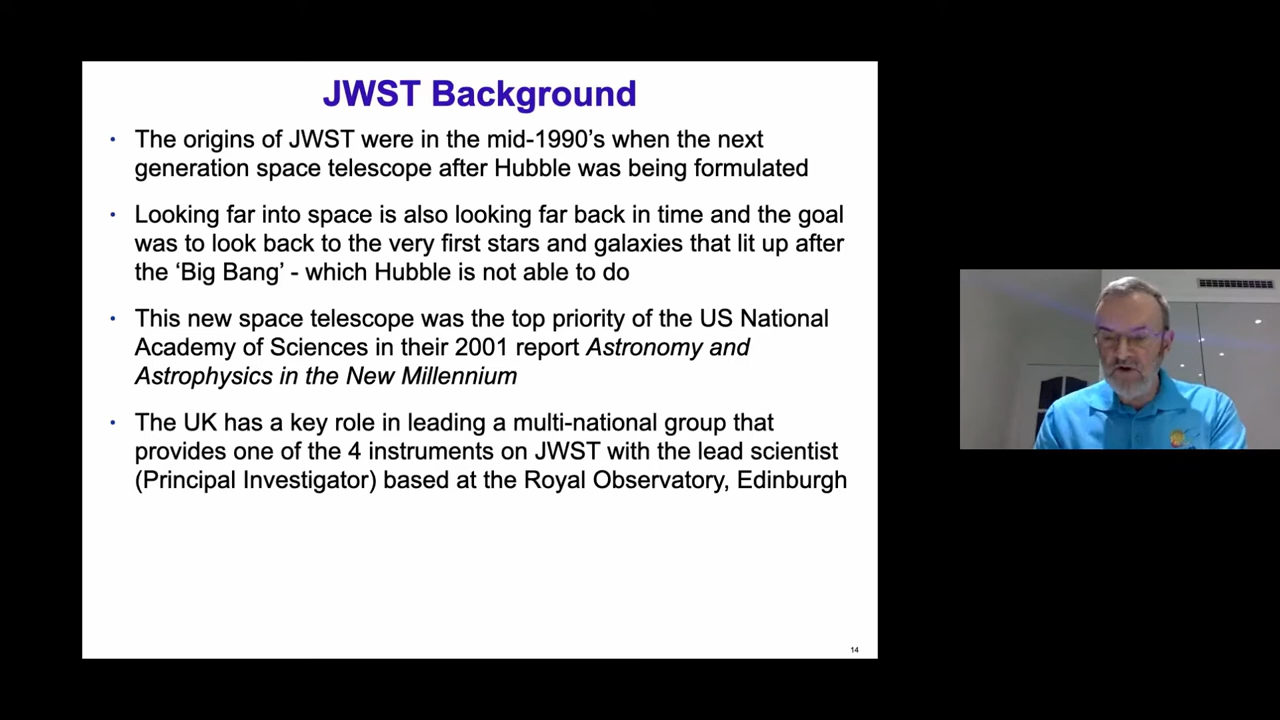 JWST Background
• The origins of JWST were in the mid-1990's when the next
generation space telescope after Hubble was being formulated
• Looking far into space is also looking far back in time and the goal
was to look back to the very first stars and galaxies that lit up after
the ‘Big Bang’ - which Hubble is not able to do
• This new space telescope was the top priority of the US National
Academy of Sciences in their 2001 report Astronomy and
Astrophysics in the New Millennium
• The UK has a key role in leading a multi-national group that
provides one of the 4 instruments on JWST with the lead scientist
(Principal Investigator) based at the Royal Observatory, Edinburgh
14